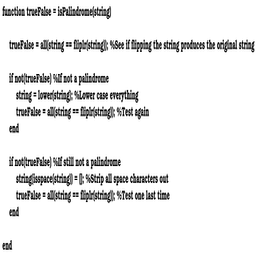 function trueFalse = isPalindrome(string)
trueFalse = all(string == fliplr(string)); %See if flipping the string produces the original string
if not(trueFalse) %If not a palindrome
string = lower(string); %Lower case everything
trueFalse = all(string == fliplr(string)); %Test again
end
if not(trueFalse) %If still not a palindrome
string(isspace(string)) = []; %Strip all space characters out
trueFalse = all(string == fliplr(string)); %Test one last time
end
end